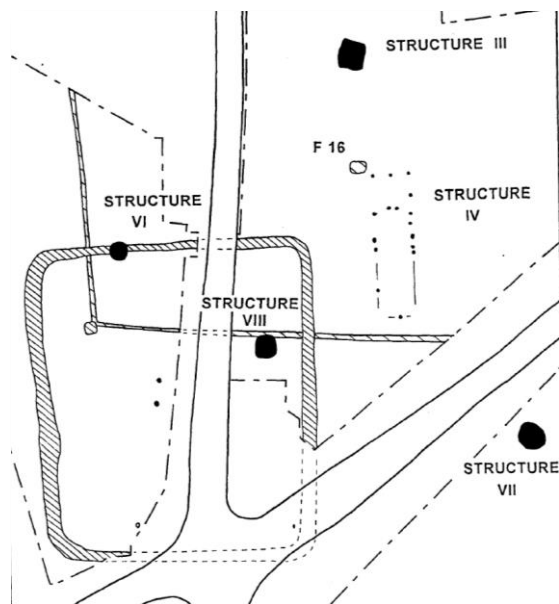 STRUCTURE III
F 16
STRUCTURE
IV
STRUCTURE
VI
STRUCTURE
VIII
STRUCTURE
VII